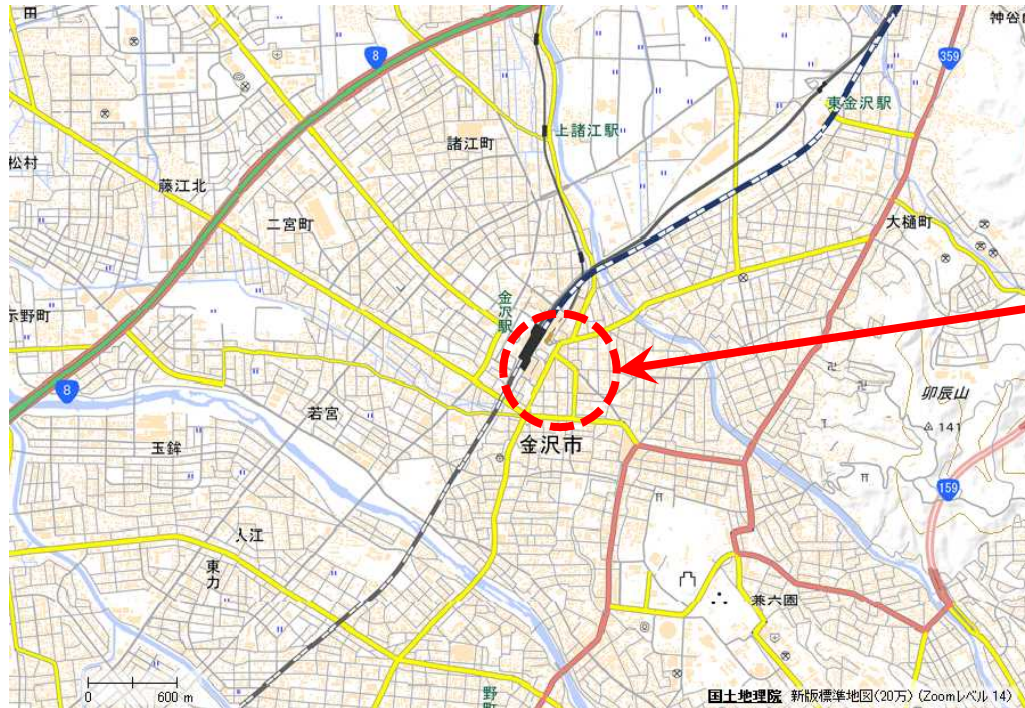 田
8
神谷
359
東金沢駅
上諸江駅
諸江町
松村
藤江北
二宮町
大樋町
金沢駅
示野町
8
若宮
卯辰山
141
玉鉾
金沢市
159
入江
東力
兼六園
0 600 m
野町
国土地理院 新版標準地図(20万) (Zoomレベル 14)